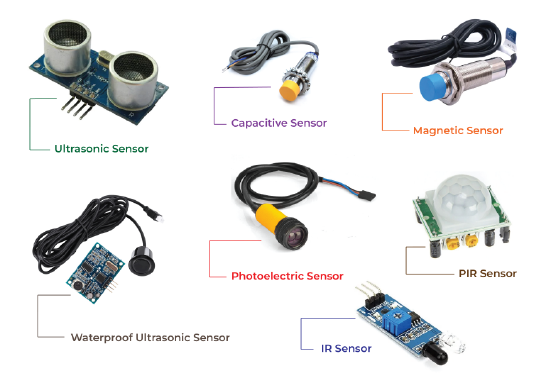 Ultrasonic Sensor
Capacitive Sensor
Magnetic Sensor
Photoelectric Sensor
PIR Sensor
Waterproof Ultrasonic Sensor
IR Sensor